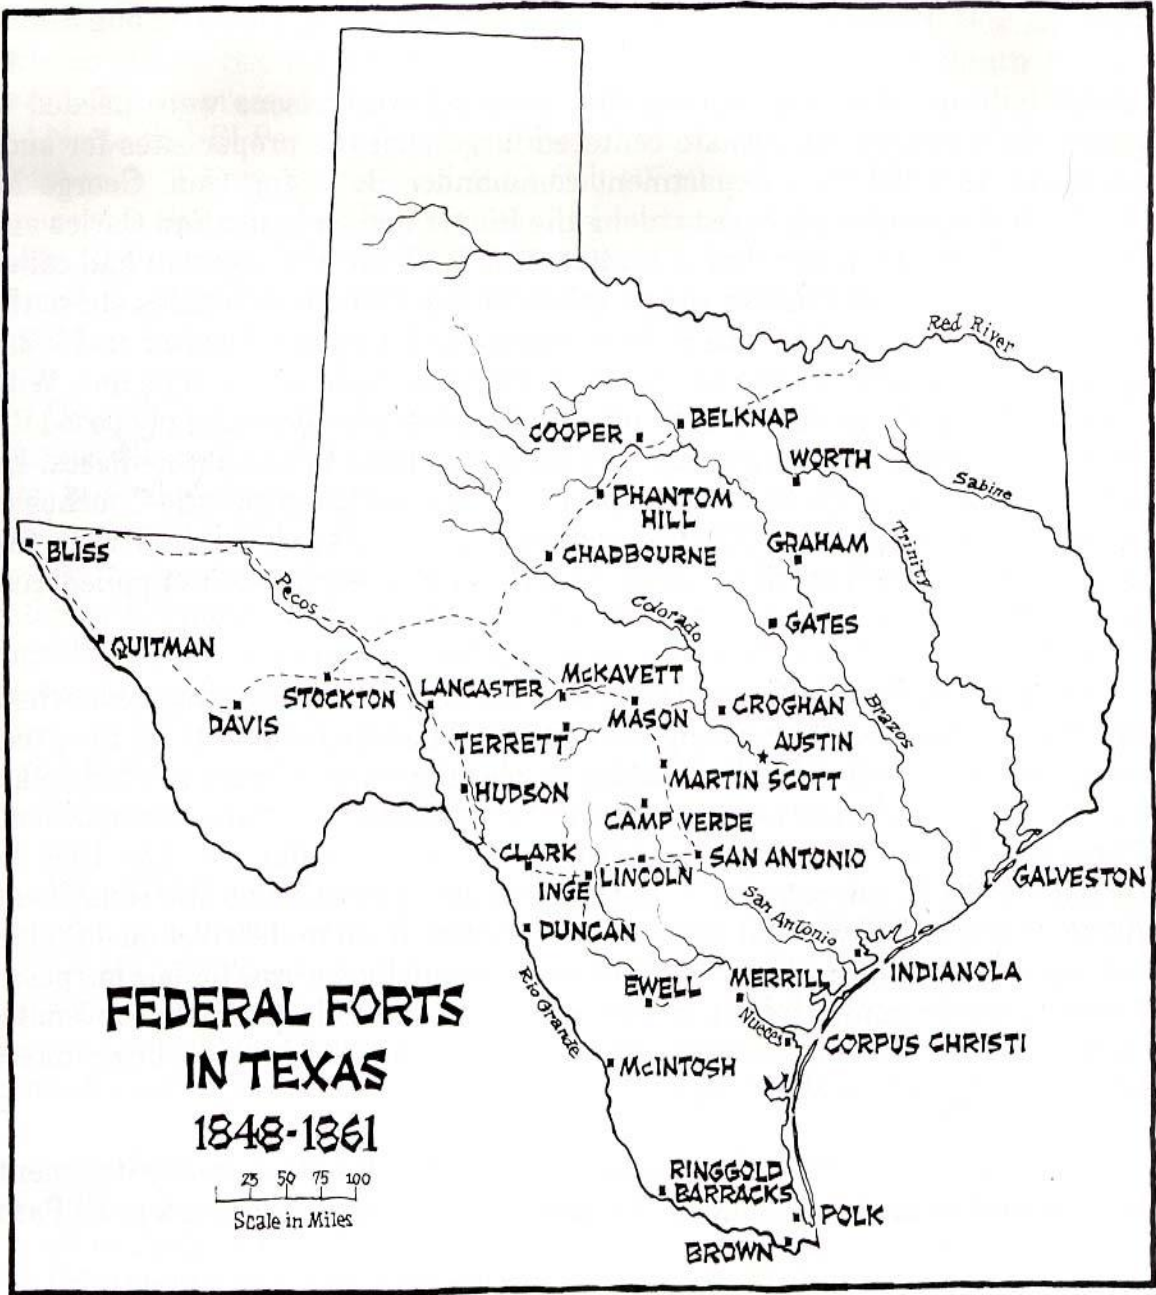 Red River
BELKNAP
COOPER
WORTH
Sabine
PHANTOM
HILL
Trinity
GRAHAM
CHADBOURNE
BLISS
Pecos
Colorado
GATES
QUITMAN
McKAVETT
STOCKTON
LANCASTER
DAVIS
MASON
CROGHAN
Brazos
TERRETT
AUSTIN
MARTIN SCOTT
HUDSON
CAMP VERDE
CLARK
SAN ANTONIO
INGE
LINCOLN
GALVESTON
San Antonio
DUNCAN
INDIANOLA
EWELL
MERRILL
Rio Grande
Nueces
CORPUS CHRISTI
McINTOSH
FEDERAL FORTS
IN TEXAS
1848-1861
25 50 75 100
Scale in Miles
RINGGOLD
BARRACKS
POLK
BROWN